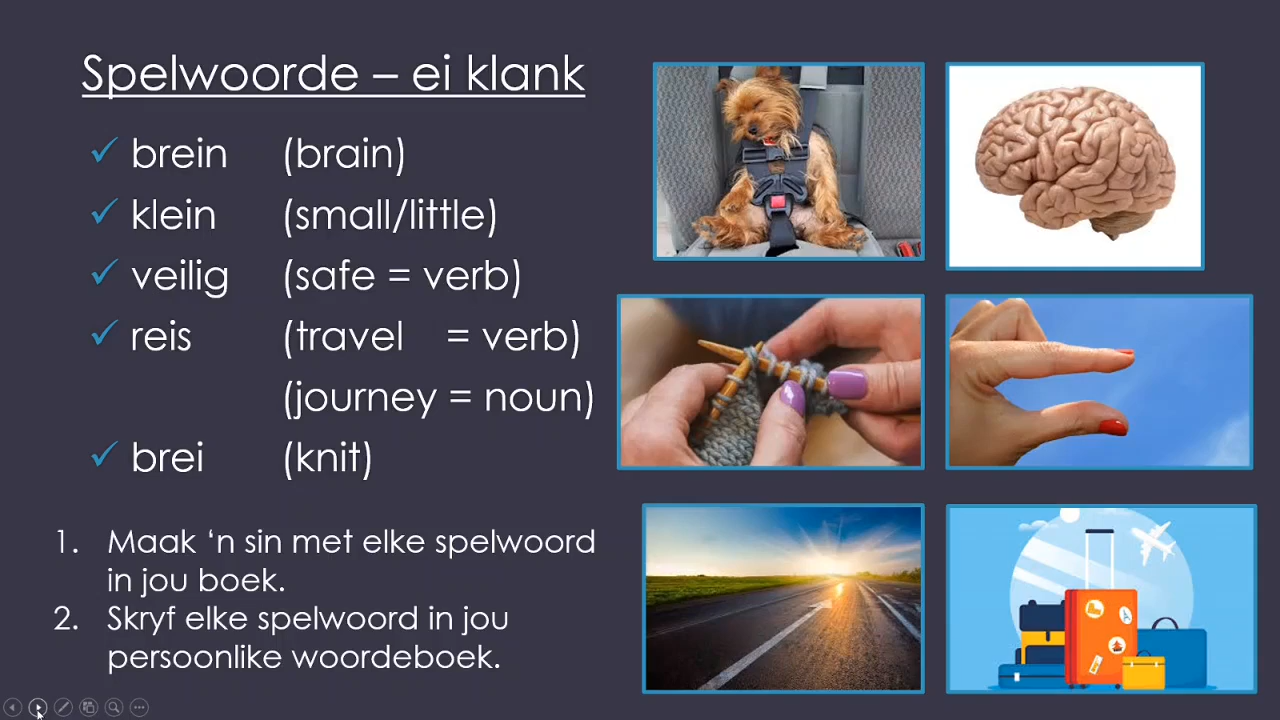 Spelwoorde – ei klank
✓ brein (brain)
✓ klein (small/little)
✓ veilig (safe = verb)
✓ reis (travel = verb)
(journey = noun)
✓ brei (knit)
1. Maak ‘n sin met elke spelwoord
in jou boek.
2. Skryf elke spelwoord in jou
persoonlike woordeboek.